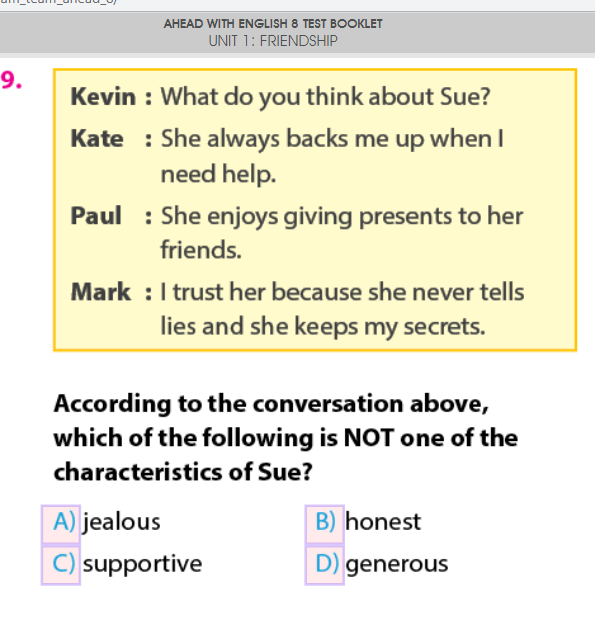 AHEAD WITH ENGLISH 8 TEST BOOKLET
UNIT 1: FRIENDSHIP
9.
Kevin : What do you think about Sue?
Kate : She always backs me up when I
need help.
Paul : She enjoys giving presents to her
friends.
Mark : I trust her because she never tells
lies and she keeps my secrets.
According to the conversation above,
which of the following is NOT one of the
characteristics of Sue?
A) jealous B) honest
C) supportive D) generous